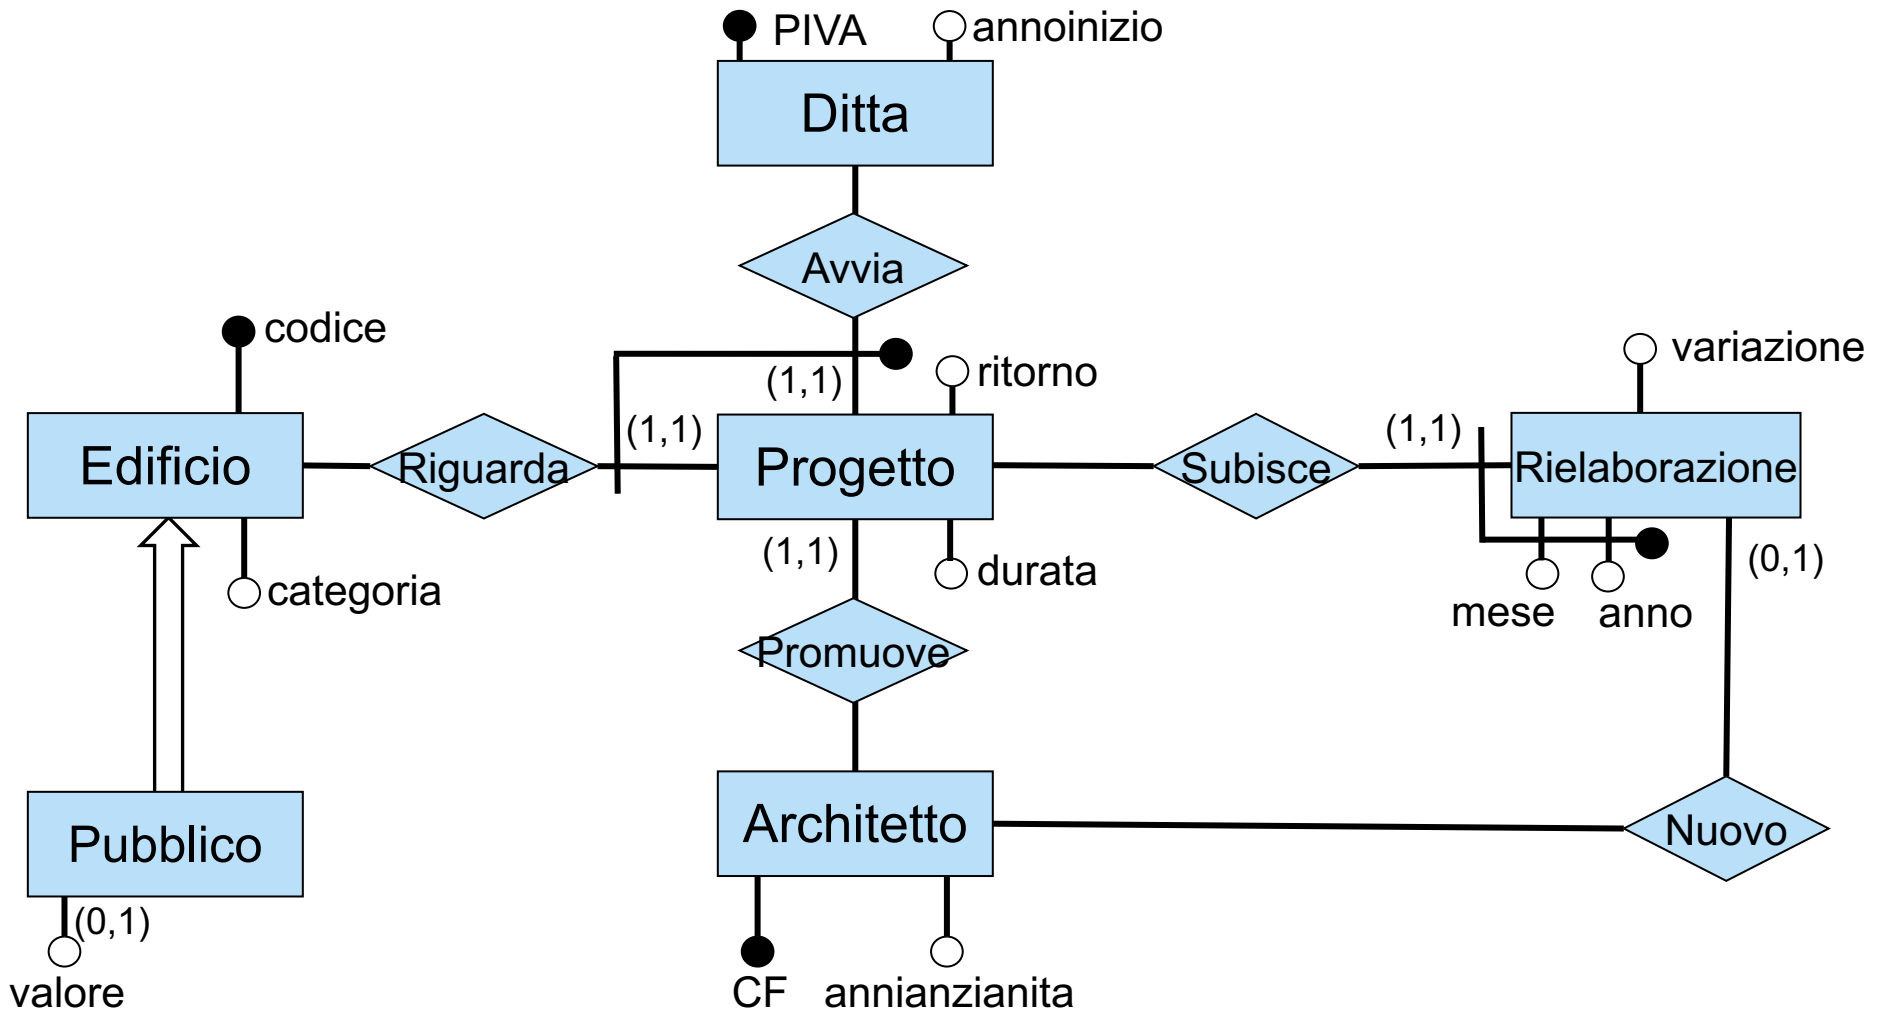 PIVA
annoinizio
Ditta
Avvia
codice
(1,1)
ritorno
variazione
Edificio
Riguarda
(1,1)
Progetto
Subisce
(1,1)
Rielaborazione
categoria
(1,1)
durata
mese
anno
(0,1)
Promuove
Pubblico
Architetto
Nuovo
(0,1)
valore
CF
annianzianita